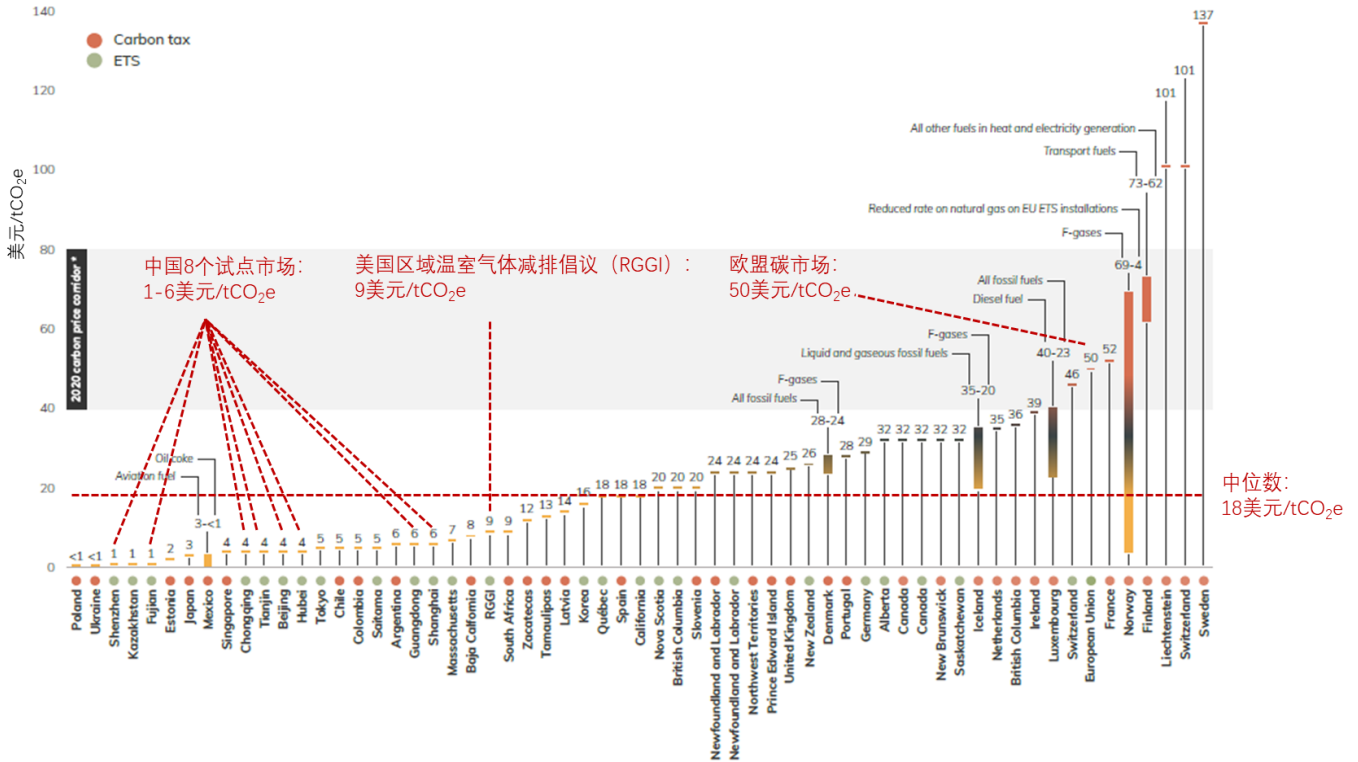 140
120
100
80
60
40
20
0
美元/tCO₂e
Carbon tax
ETS
2020 carbon price corridor *
中国8个试点市场：
1-6美元/tCO₂e
美国区域温室气体减排倡议（RGGI）：
9美元/tCO₂e
欧盟碳市场：
50美元/tCO₂e
中位数：
18美元/tCO₂e
All other fuels in heat and electricity generation
Transport fuels
Reduced rate on natural gas on EU ETS installations
F-gases
All fossil fuels
Diesel fuel
F-gases
Liquid and gaseous fossil fuels
F-gases
All fossil fuels
Oil coke
Aviation fuel
<1
<1
1
1
1
2
3
3-<1
4
4
4
4
4
5
5
5
5
6
6
6
7
8
9
9
12
13
14
16
18
18
18
20
20
20
24
24
24
24
25
26
28-24
28
29
32
32
32
32
32
35-20
35
36
39
40-23
46
50
52
69-4
73-62
101
101
137
Poland
Ukraine
Shenzhen
Kazakhstan
Fujian
Estonia
Japan
Mexico
Singapore
Chongqing
Tianjin
Beijing
Hubei
Tokyo
Chile
Colombia
Saitama
Argentina
Guangdong
Shanghai
Massachusetts
Baja California
RGGI
South Africa
Zacatecas
Tamaulipas
Latvia
Korea
Québec
Spain
California
Nova Scotia
British Columbia
Slovenia
Newfoundland and Labrador
Newfoundland and Labrador
Northwest Territories
Prince Edward Island
United Kingdom
New Zealand
Denmark
Portugal
Germany
Alberta
Canada
Canada
New Brunswick
Saskatchewan
Iceland
Netherlands
British Columbia
Ireland
Luxembourg
Switzerland
European Union
France
Norway
Finland
Liechtenstein
Switzerland
Sweden